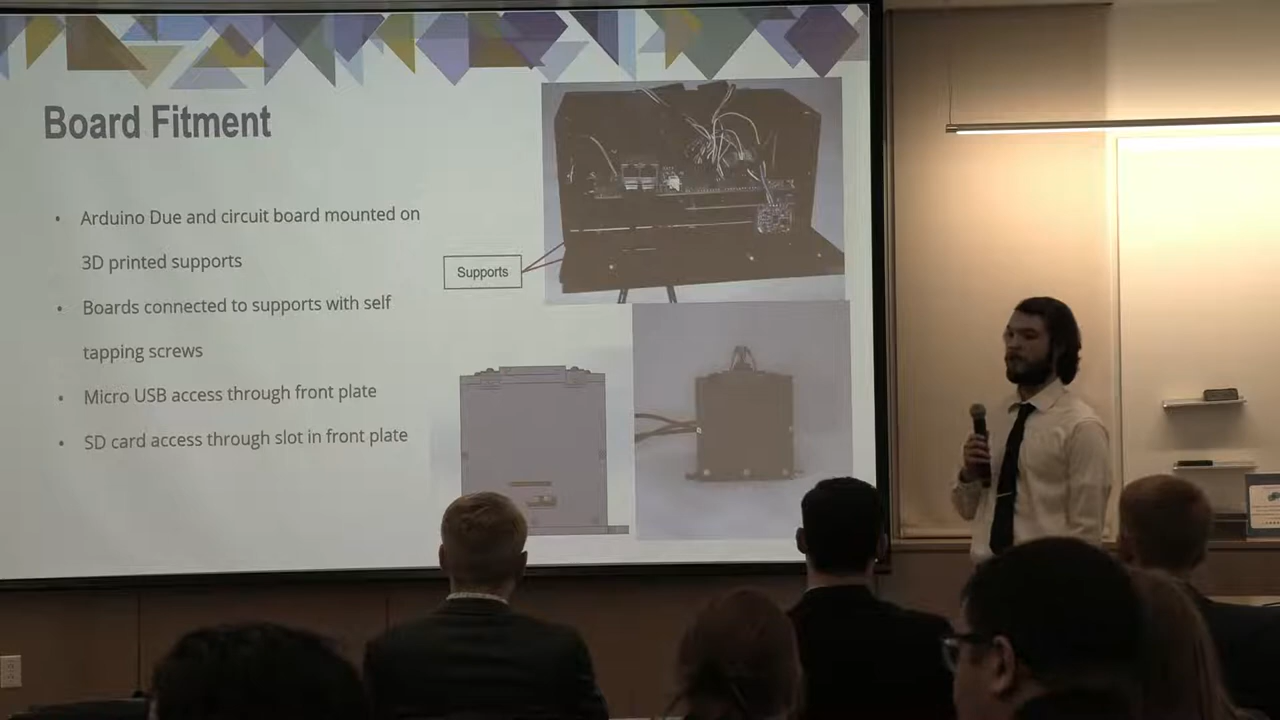 Board Fitment
• Arduino Due and circuit board mounted on
3D printed supports
• Boards connected to supports with self
tapping screws
• Micro USB access through front plate
• SD card access through slot in front plate
Supports